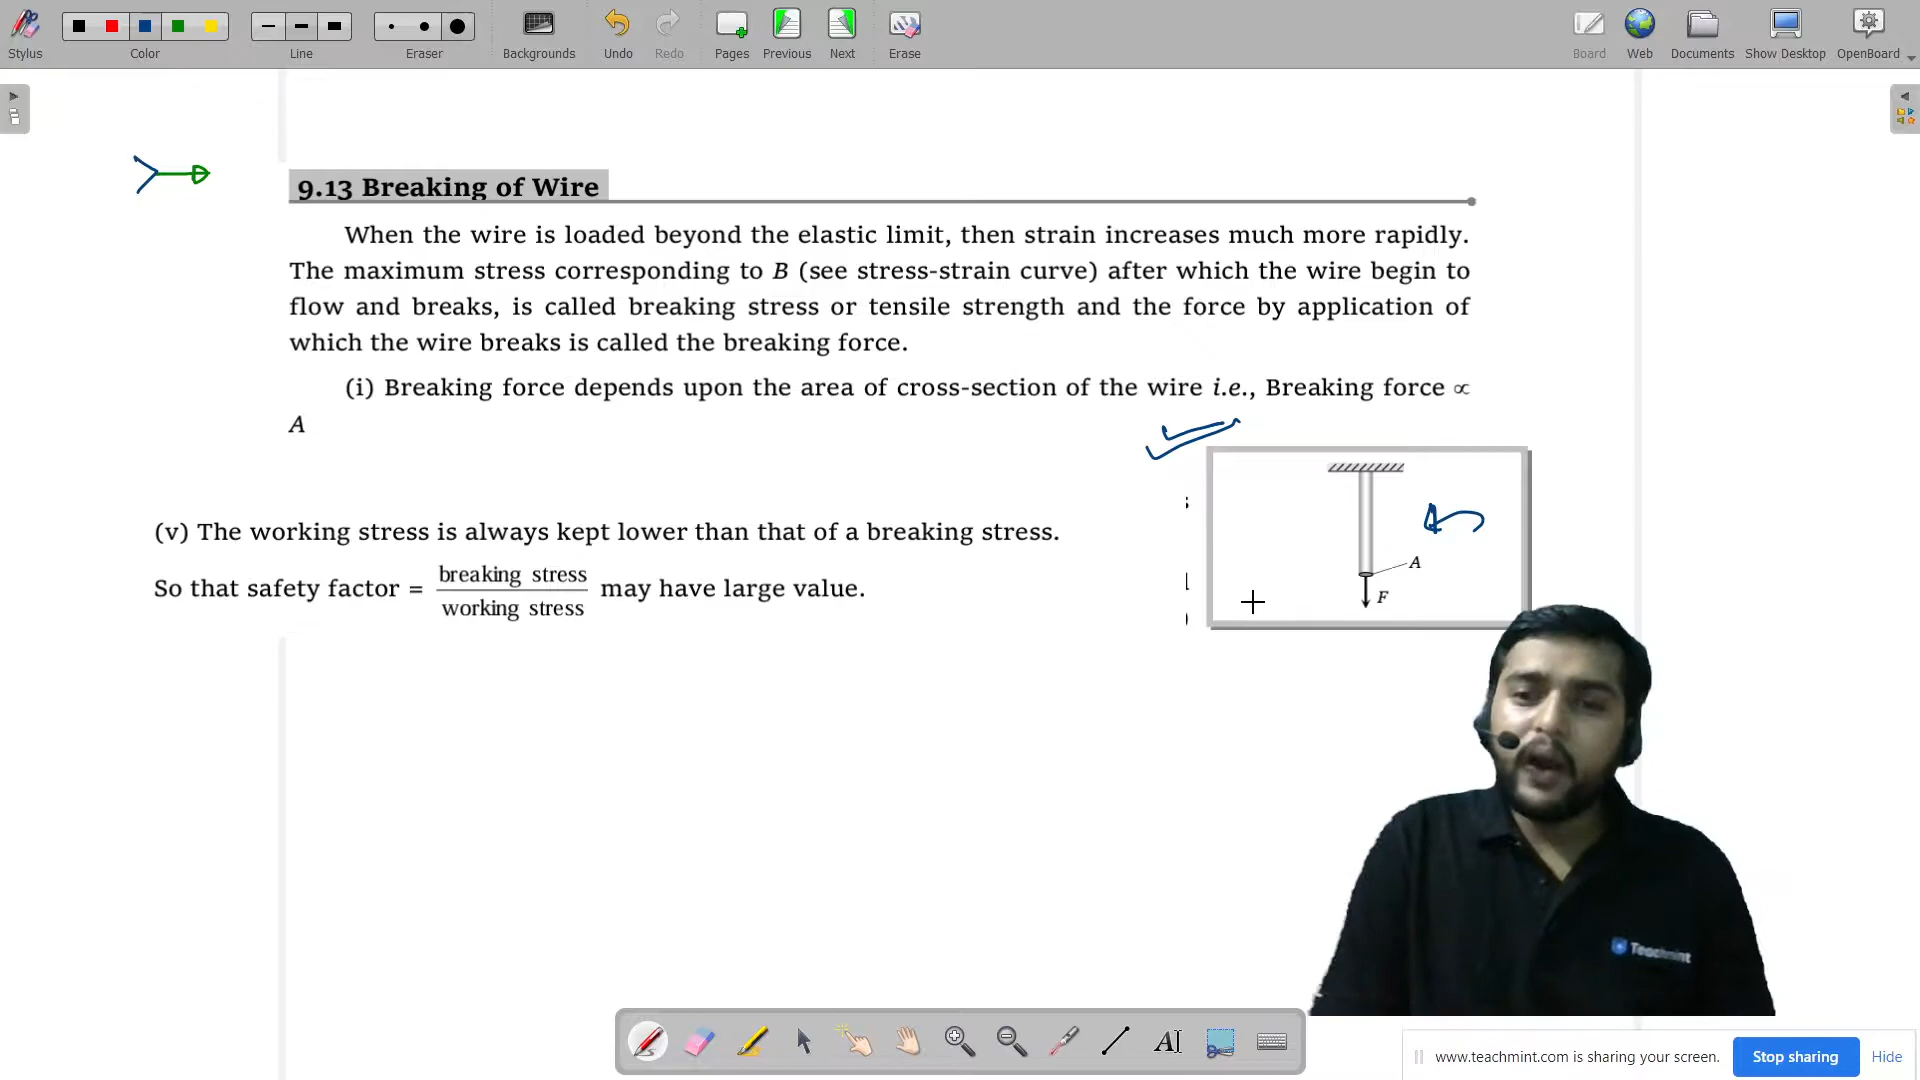 Stylus Color Line Eraser Backgrounds Undo Redo Pages Previous Next Erase Board Web Documents Show Desktop OpenBoard
9.13 Breaking of Wire
When the wire is loaded beyond the elastic limit, then strain increases much more rapidly.
The maximum stress corresponding to B (see stress-strain curve) after which the wire begin to
flow and breaks, is called breaking stress or tensile strength and the force by application of
which the wire breaks is called the breaking force.
(i) Breaking force depends upon the area of cross-section of the wire i.e., Breaking force ∝
A
(v) The working stress is always kept lower than that of a breaking stress.
So that safety factor = breaking stress / working stress may have large value.
A
F
Teachmint
www.teachmint.com is sharing your screen. Stop sharing Hide